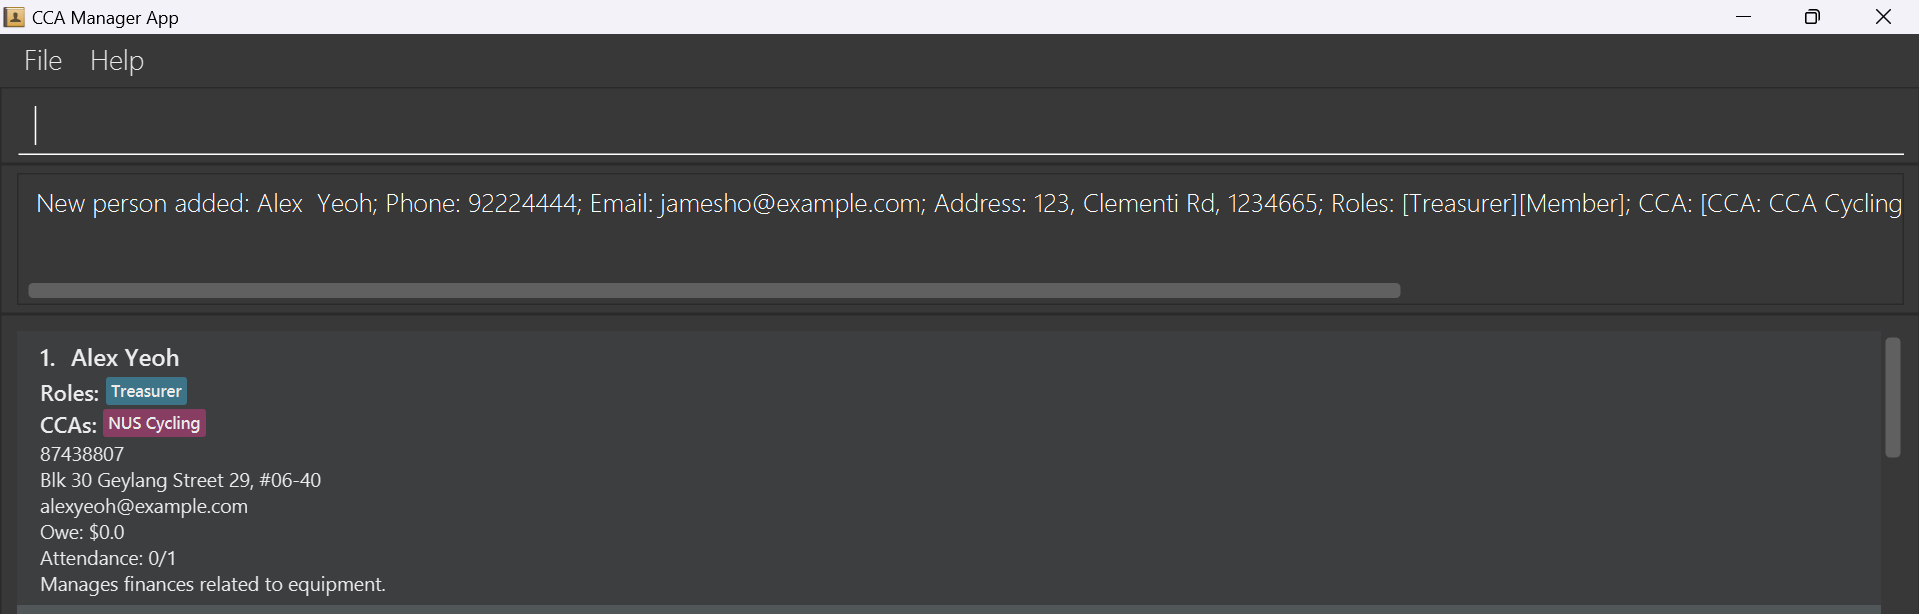 CCA Manager App
File Help
New person added: Alex  Yeoh; Phone: 92224444; Email: jamesho@example.com; Address: 123, Clementi Rd, 1234665; Roles: [Treasurer][Member]; CCA: [CCA: CCA Cycling
1. Alex Yeoh
Roles: Treasurer
CCAs: NUS Cycling
87438807
Blk 30 Geylang Street 29, #06-40
alexyeoh@example.com
Owe: $0.0
Attendance: 0/1
Manages finances related to equipment.